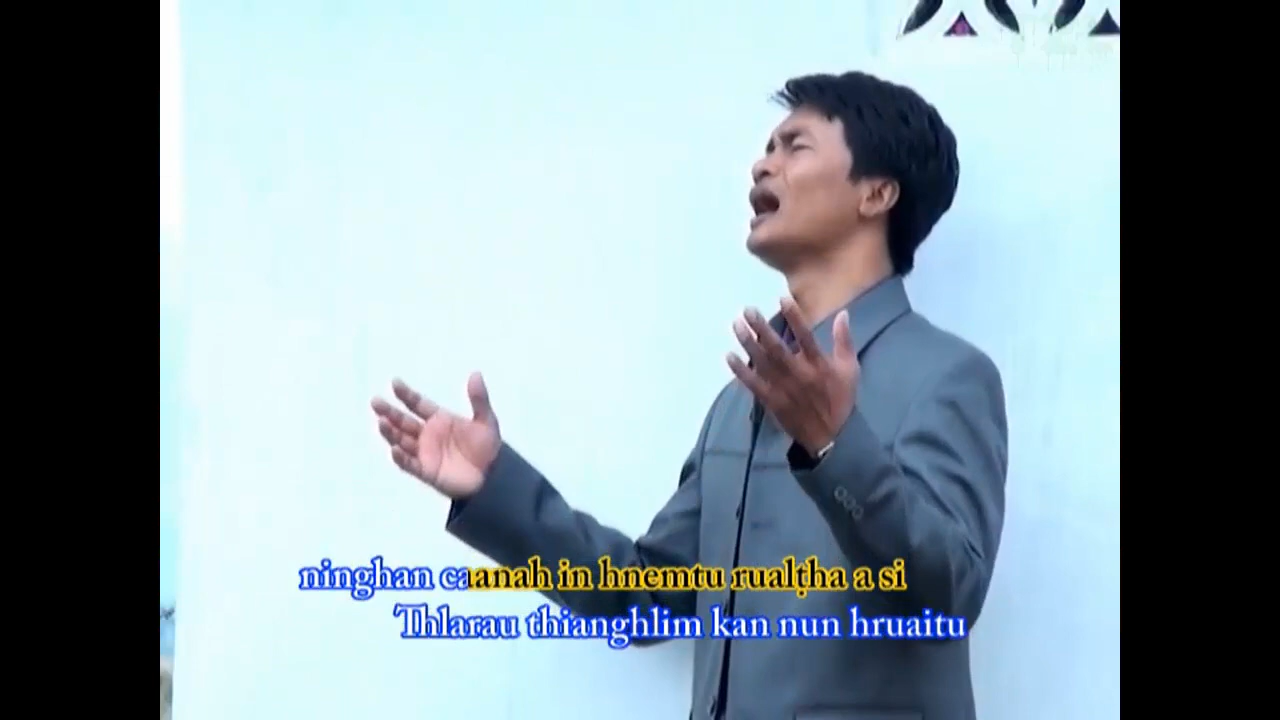 ninghan caanah in hnemtu rualṭha a si
Thlarau thianghlim kan nun hruaitu